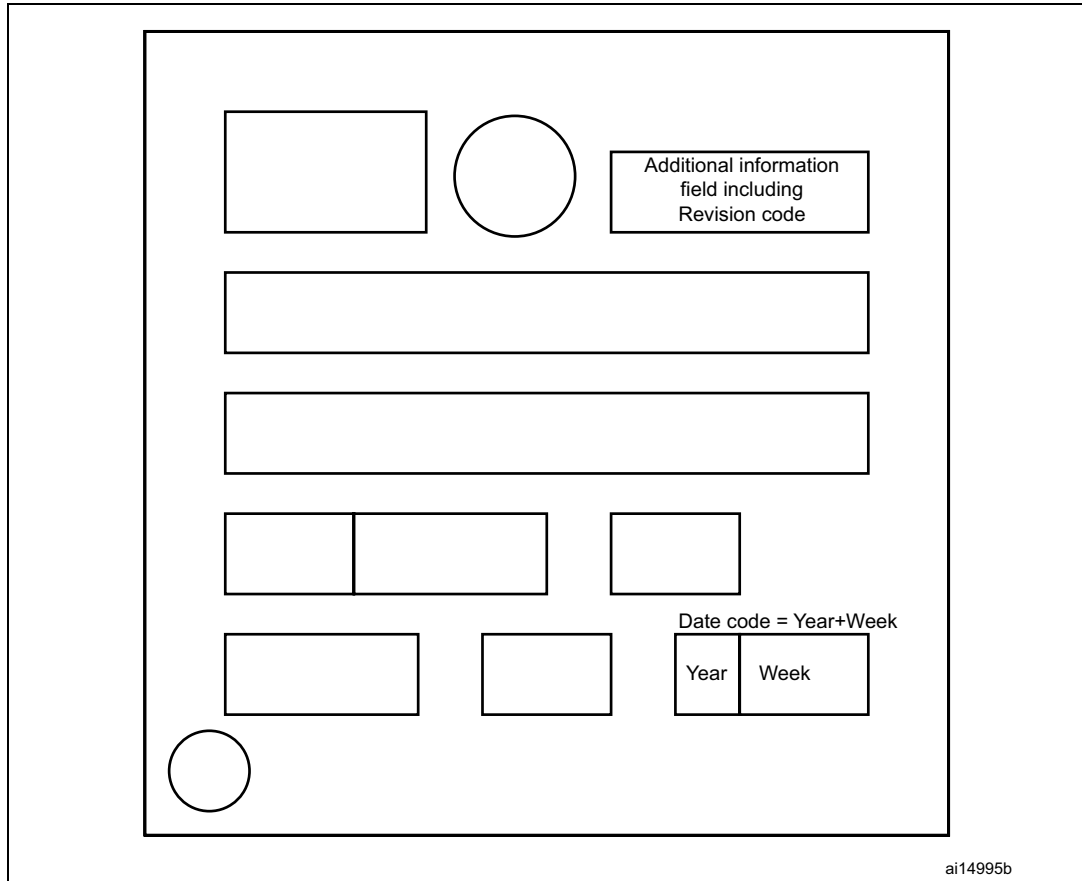 Additional information
field including
Revision code
Date code = Year+Week
Year Week
ai14995b